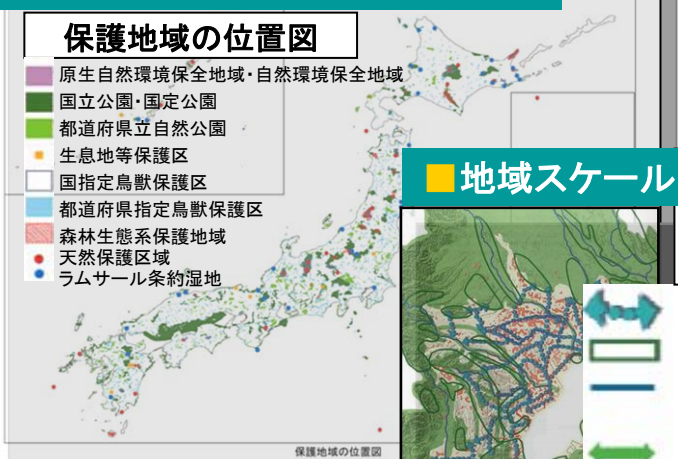 保護地域の位置図
原生自然環境保全地域・自然環境保全地域
国立公園・国定公園
都道府県立自然公園
生息地等保護区
国指定鳥獣保護区
都道府県指定鳥獣保護区
森林生態系保護地域
天然保護区域
ラムサール条約湿地
保護地域の位置図
■地域スケール